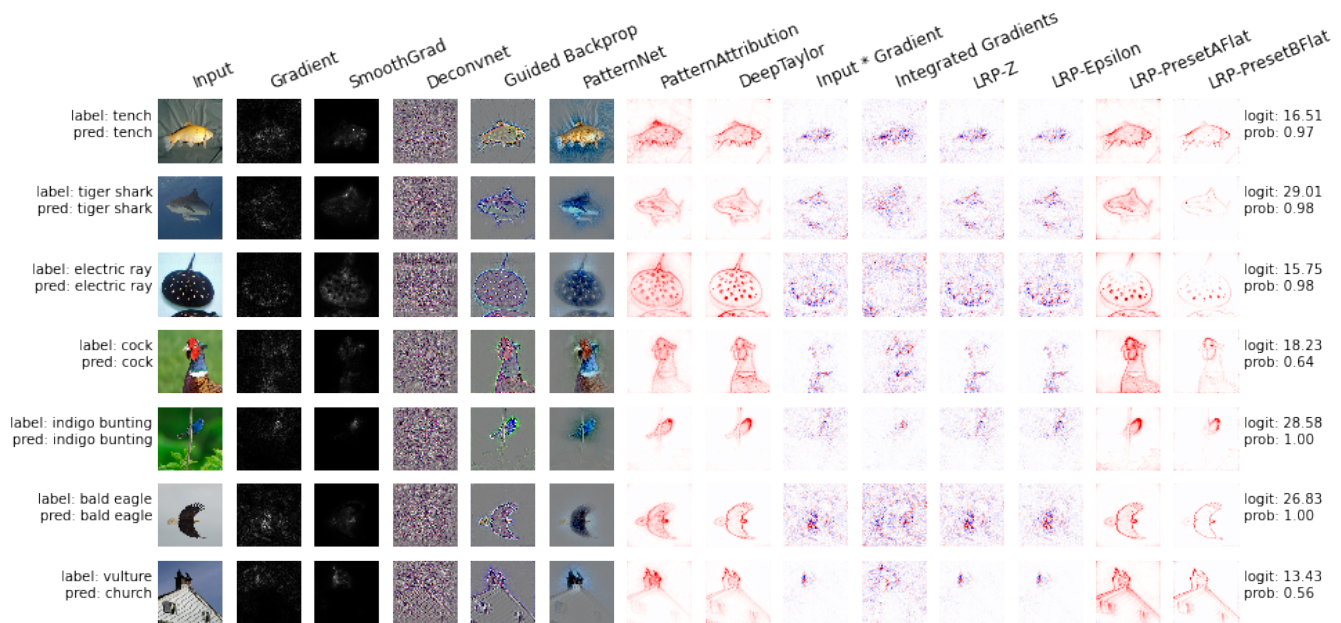 Input
Gradient
SmoothGrad
Deconvnet
Guided Backprop
PatternNet
PatternAttribution
DeepTaylor
Input * Gradient
Integrated Gradients
LRP-Z
LRP-Epsilon
LRP-PresetAFlat
LRP-PresetBFlat
label: tench
pred: tench
logit: 16.51
prob: 0.97
label: tiger shark
pred: tiger shark
logit: 29.01
prob: 0.98
label: electric ray
pred: electric ray
logit: 15.75
prob: 0.98
label: cock
pred: cock
logit: 18.23
prob: 0.64
label: indigo bunting
pred: indigo bunting
logit: 28.58
prob: 1.00
label: bald eagle
pred: bald eagle
logit: 26.83
prob: 1.00
label: vulture
pred: church
logit: 13.43
prob: 0.56